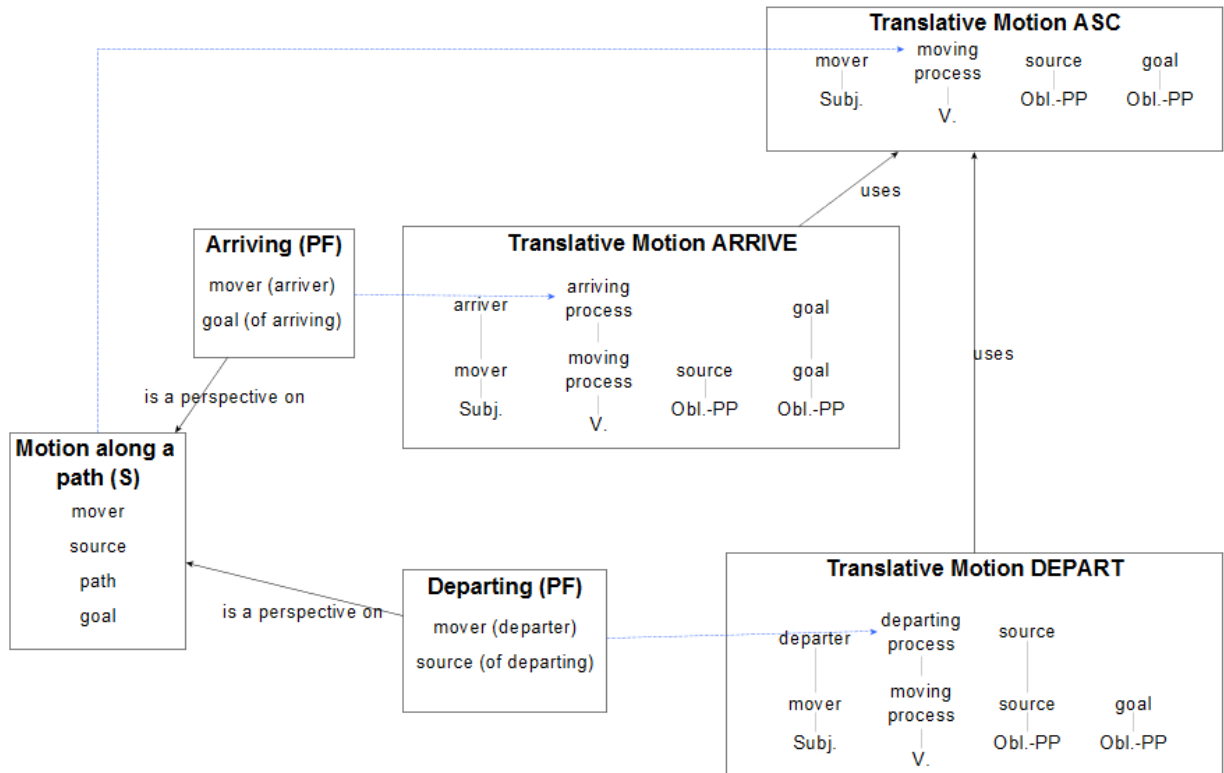 Translative Motion ASC
mover
moving
process
source
goal
Subj.
V.
Obl.-PP
Obl.-PP
uses
Arriving (PF)
mover (arriver)
goal (of arriving)
Translative Motion ARRIVE
arriver
arriving
process
goal
mover
moving
process
source
goal
Subj.
V.
Obl.-PP
Obl.-PP
uses
is a perspective on
Motion along a
path (S)
mover
source
path
goal
is a perspective on
Departing (PF)
mover (departer)
source (of departing)
Translative Motion DEPART
departer
departing
process
source
mover
moving
process
source
goal
Subj.
V.
Obl.-PP
Obl.-PP